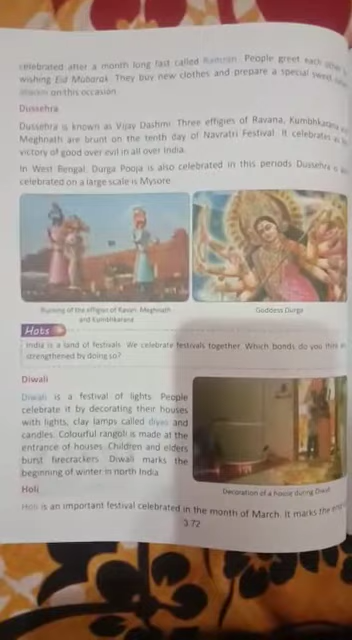 celebrated after a month long fast called Ramzan. People greet each other
wishing Eid Mubarak. They buy new clothes and prepare a special sweet
on this occasion.
Dussehra
Dussehra is known as Vijay Dashmi. Three effigies of Ravana, Kumbhkarana
Meghnath are brunt on the tenth day of Navratri Festival. It celebrates
victory of good over evil in all over India.
In West Bengal, Durga Pooja is also celebrated in this periods Dussehra is
celebrated on a large scale is Mysore.
Burning of the effigies of Ravan, Meghnath
and Kumbhkarana
Goddess Durga
Hots
India is a land of festivals. We celebrate festivals together. Which bonds do you think
strengthened by doing so?
Diwali
Diwali is a festival of lights. People
celebrate it by decorating their houses
with lights, clay lamps called diyas and
candles. Colourful rangoli is made at the
entrance of houses. Children and elders
burst firecrackers. Diwali marks the
beginning of winter in north India.
Decoration of a house during Diwali
Holi
Holi is an important festival celebrated in the month of March. It marks the
3.72